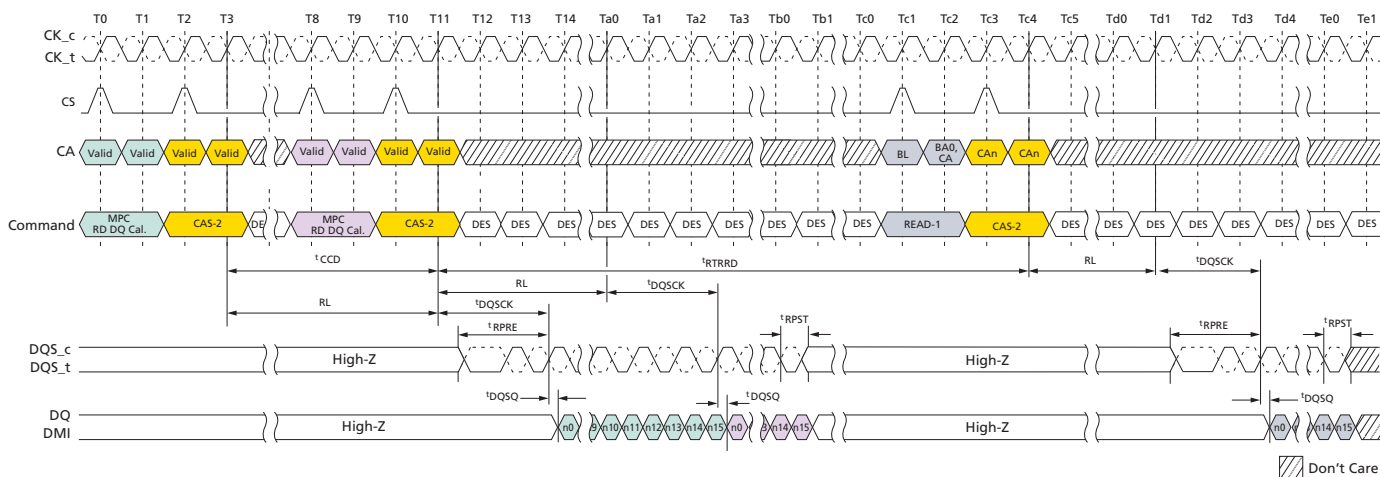 T0 T1 T2 T3 T8 T9 T10 T11 T12 T13 T14 Ta0 Ta1 Ta2 Ta3 Tb0 Tb1 Tc0 Tc1 Tc2 Tc3 Tc4 Tc5 Td0 Td1 Td2 Td3 Td4 Te0 Te1
CK_c
CK_t
CS
CA Valid Valid Valid Valid Valid Valid Valid Valid BL BA0, CA CAn CAn
Command MPC RD DQ Cal. CAS-2 DE MPC RD DQ Cal. CAS-2 DES DES DES DES DES DES DES DES DES DES READ-1 CAS-2 DES DES DES DES DES DES DES DES
tCCD tRTRRD RL tDQSCK
RL tDQSCK
RL tDQSCK
tRPRE tRPST tRPRE tRPST
DQS_c
DQS_t
High-Z High-Z
tDQSQ tDQSQ tDQSQ
DQ
DMI
High-Z n0 9 n10 n11 n12 n13 n14 n15 n0 3 n14 n15 High-Z n0 n14 n15
Don't Care